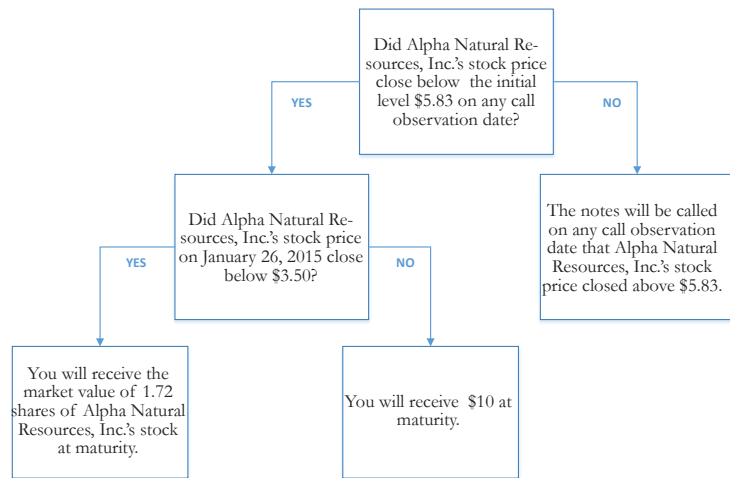 Did Alpha Natural Re-
sources, Inc.'s stock price
close below the initial
level $5.83 on any call
observation date?
YES
NO
Did Alpha Natural Re-
sources, Inc.'s stock price
on January 26, 2015 close
below $3.50?
The notes will be called
on any call observation
date that Alpha Natural
Resources, Inc.'s stock
price closed above $5.83.
YES
NO
You will receive the
market value of 1.72
shares of Alpha Natural
Resources, Inc.'s stock
at maturity.
You will receive $10 at
maturity.